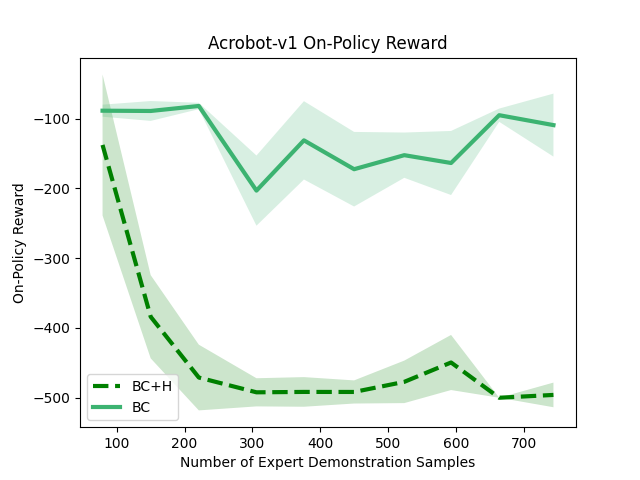 Acrobot-v1 On-Policy Reward
On-Policy Reward
−100
−200
−300
−400
−500
BC+H
BC
100 200 300 400 500 600 700
Number of Expert Demonstration Samples